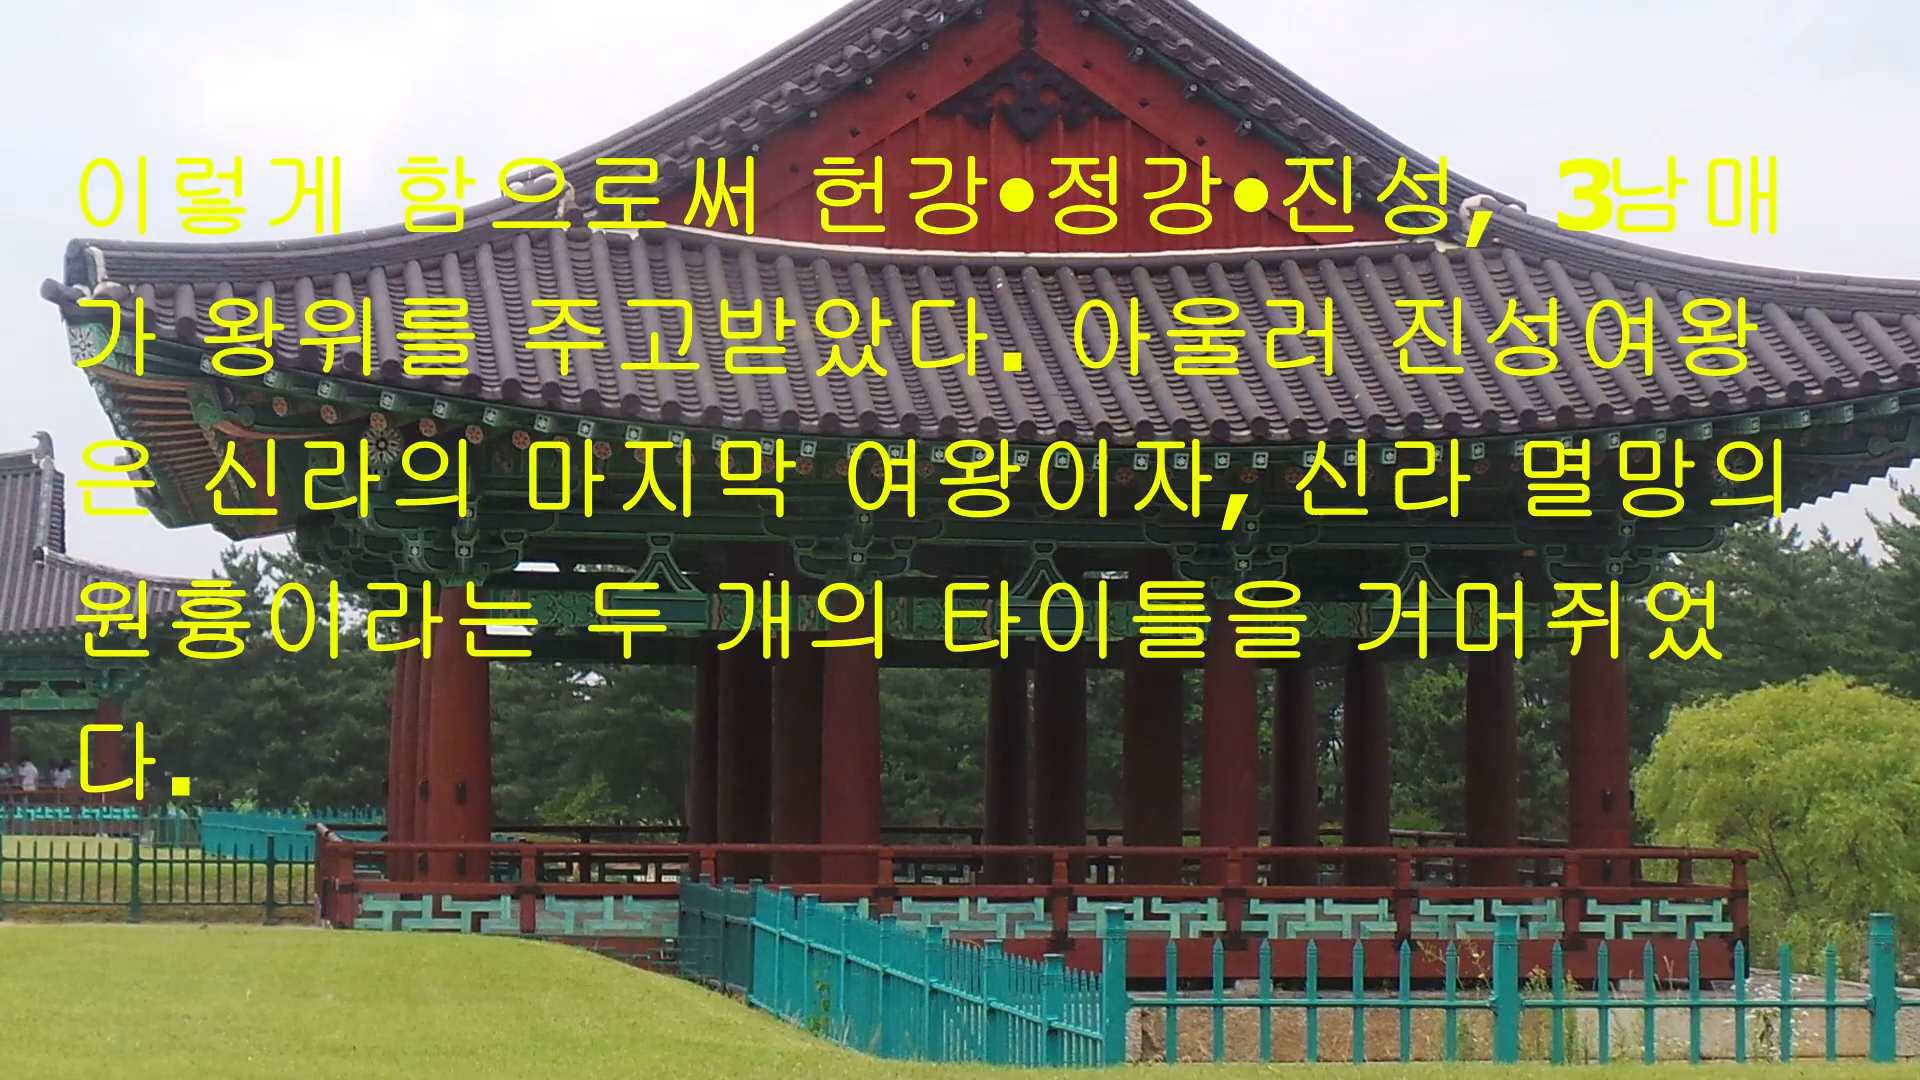 이렇게 함으로써 헌강•정강•진성, 3남매
가 왕위를 주고받았다. 아울러 진성여왕
은 신라의 마지막 여왕이자, 신라 멸망의
원흉이라는 두 개의 타이틀을 거머쥐었
다.